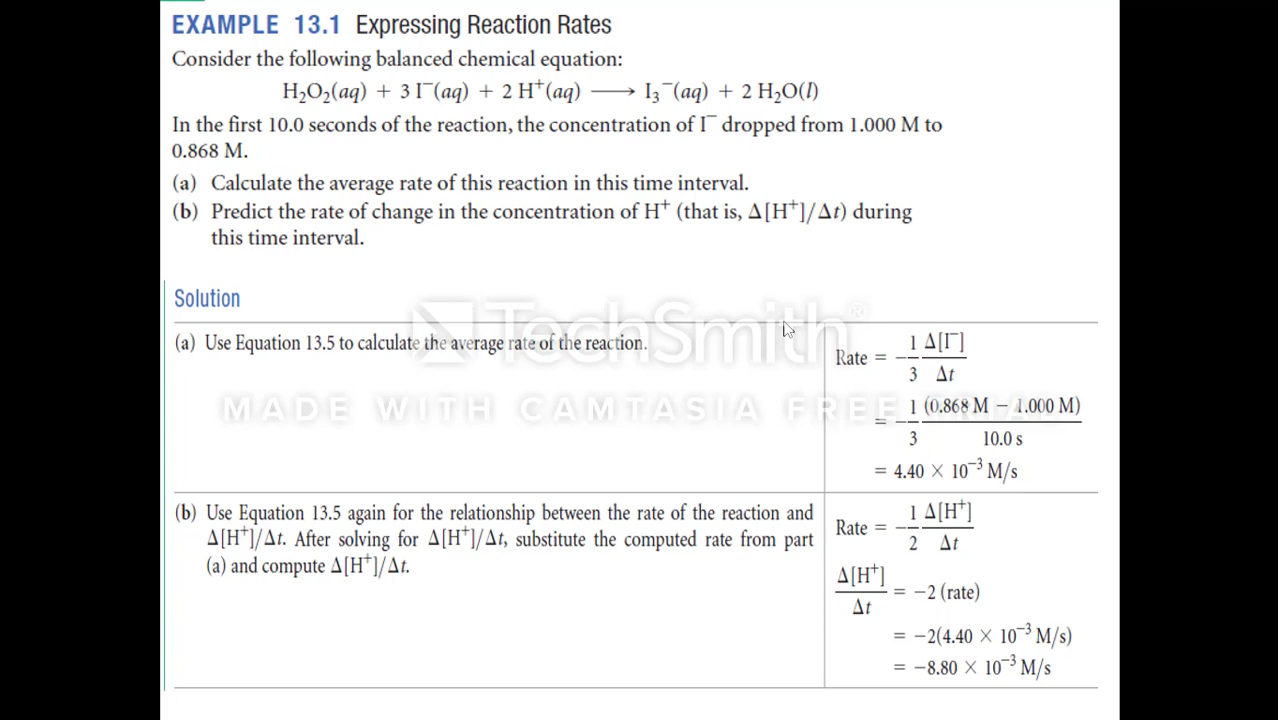 EXAMPLE 13.1 Expressing Reaction Rates
Consider the following balanced chemical equation:
H₂O₂(aq) + 3 I⁻(aq) + 2 H⁺(aq) ⟶ I₃⁻(aq) + 2 H₂O(l)
In the first 10.0 seconds of the reaction, the concentration of I⁻ dropped from 1.000 M to
0.868 M.
(a) Calculate the average rate of this reaction in this time interval.
(b) Predict the rate of change in the concentration of H⁺ (that is, Δ[H⁺]/Δt) during
this time interval.
Solution
TechSmith®
MADE WITH CAMTASIA FREE TRIAL
(a) Use Equation 13.5 to calculate the average rate of the reaction.
Rate = −1/3 Δ[I⁻]/Δt
= −1/3 (0.868 M − 1.000 M)/10.0 s
= 4.40 × 10⁻³ M/s
(b) Use Equation 13.5 again for the relationship between the rate of the reaction and
Δ[H⁺]/Δt. After solving for Δ[H⁺]/Δt, substitute the computed rate from part
(a) and compute Δ[H⁺]/Δt.
Rate = −1/2 Δ[H⁺]/Δt
Δ[H⁺]/Δt = −2 (rate)
= −2(4.40 × 10⁻³ M/s)
= −8.80 × 10⁻³ M/s